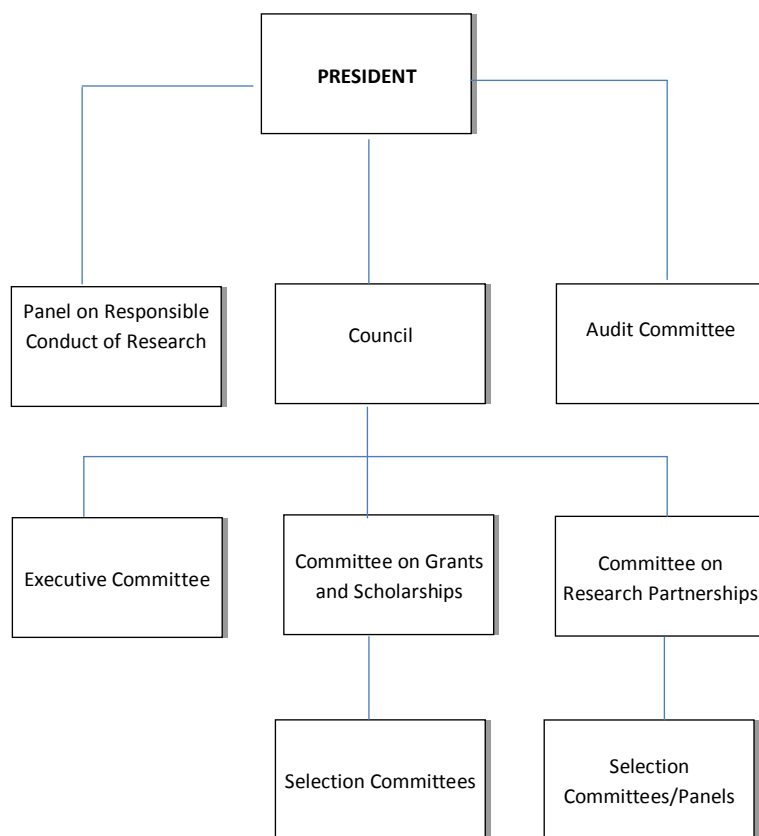 PRESIDENT
Panel on Responsible
Conduct of Research
Council
Audit Committee
Executive Committee
Committee on Grants
and Scholarships
Committee on
Research Partnerships
Selection Committees
Selection
Committees/Panels